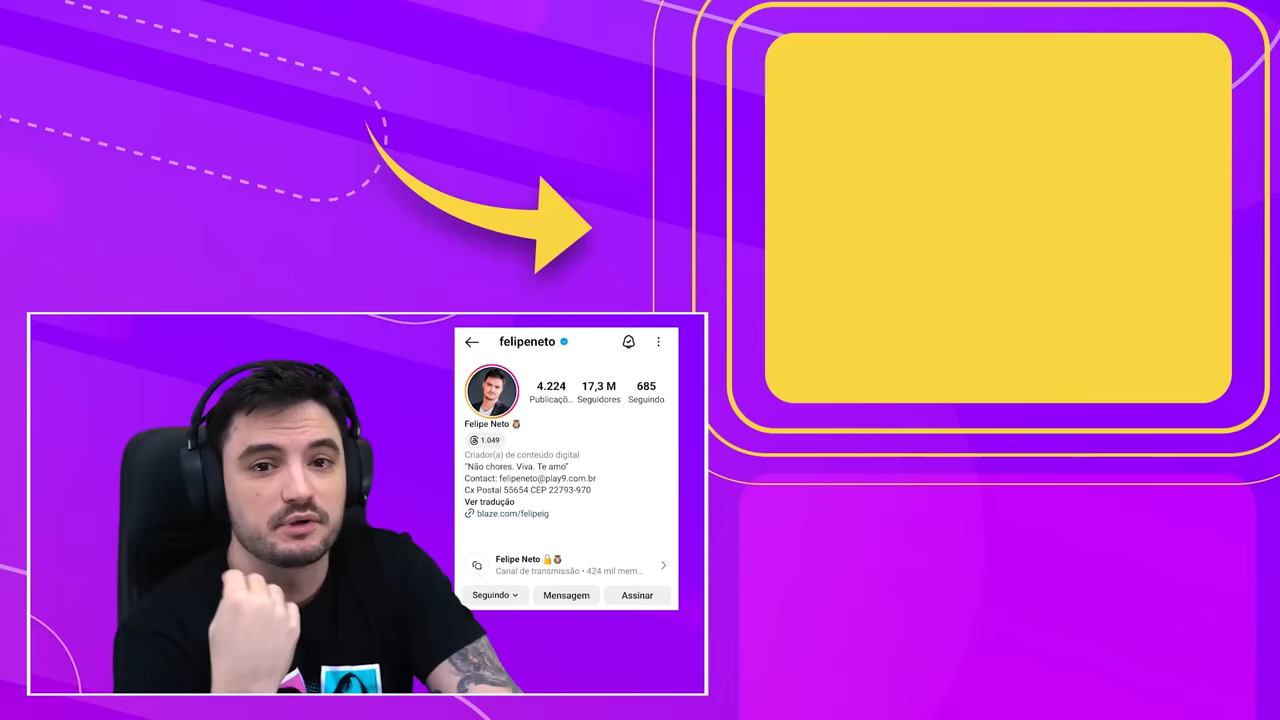 felipeneto
4.224 17,3 M 685
Publicaçõ... Seguidores Seguindo
Felipe Neto
1.049
Criador(a) de conteúdo digital
"Não chores. Viva. Te amo"
Contact: felipeneto@play9.com.br
Cx Postal 55654 CEP 22793-970
Ver tradução
blaze.com/felipeig
Felipe Neto
Canal de transmissão • 424 mil mem...
Seguindo Mensagem Assinar